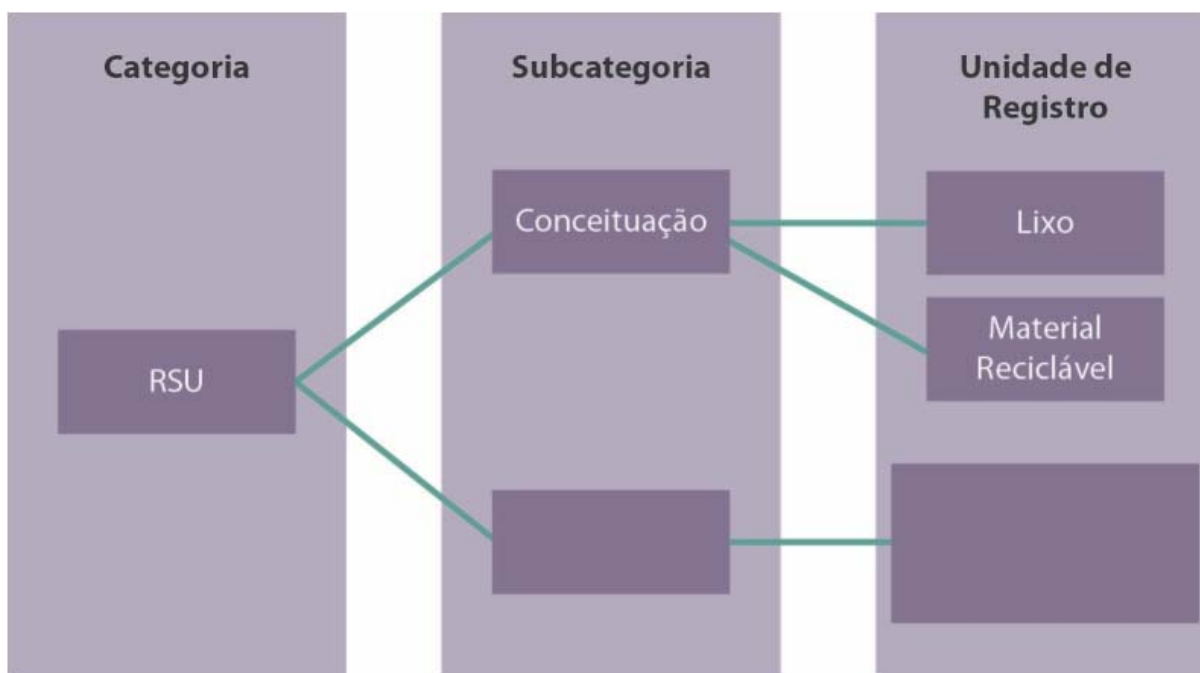 Categoria
Subcategoria
Unidade de
Registro
Conceituação
Lixo
Material
Reciclável
RSU